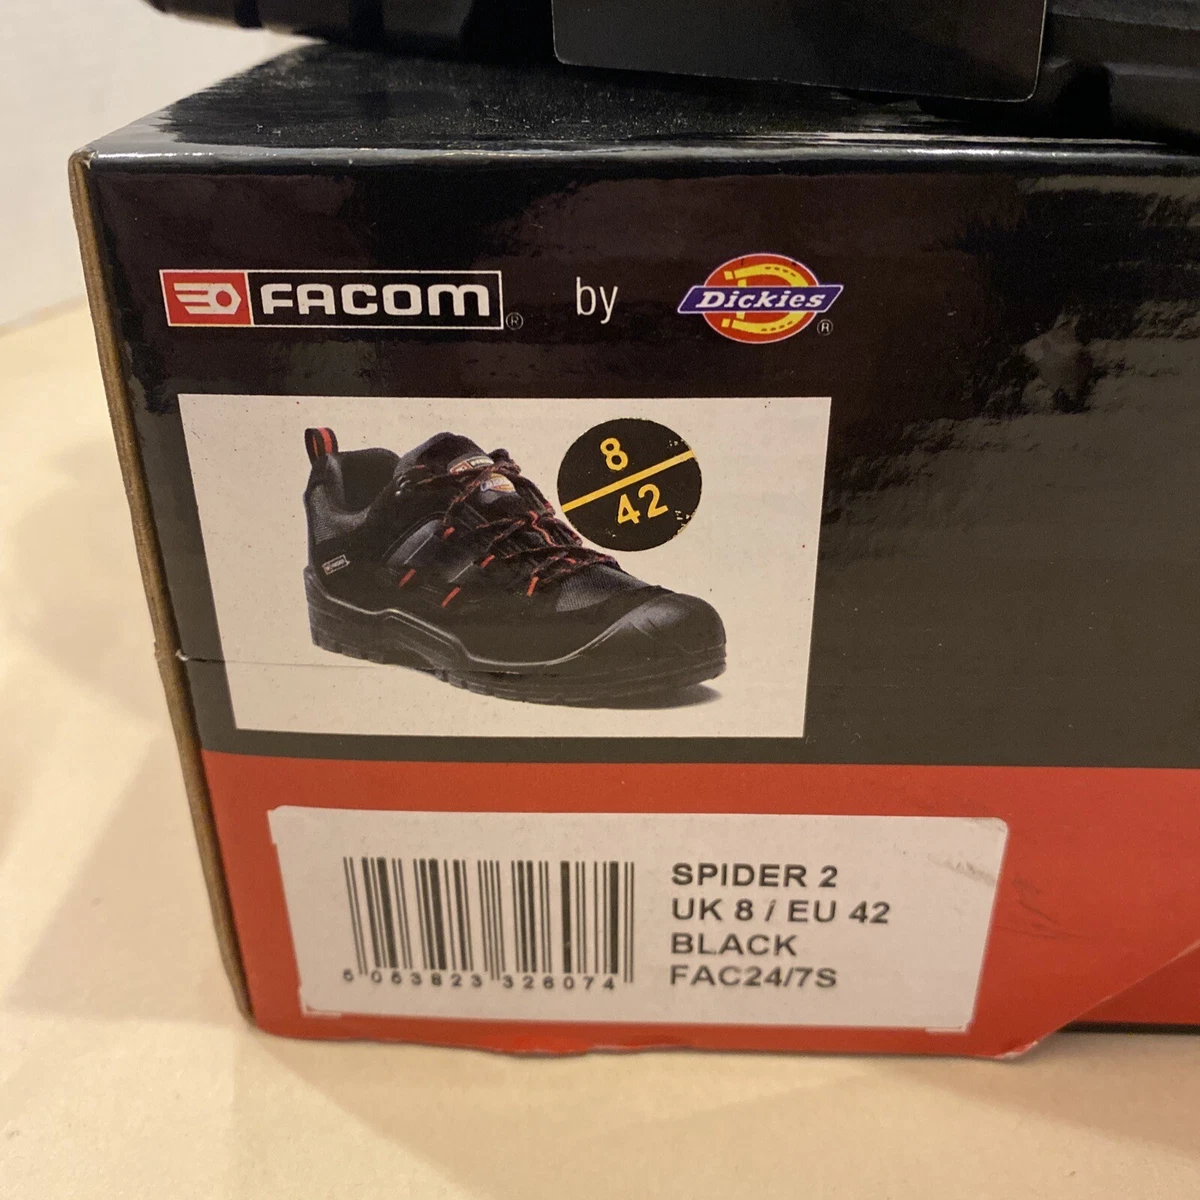 FACOM® by Dickies®
8
42
SPIDER 2
UK 8 / EU 42
BLACK
FAC24/7S
5 053823 326074